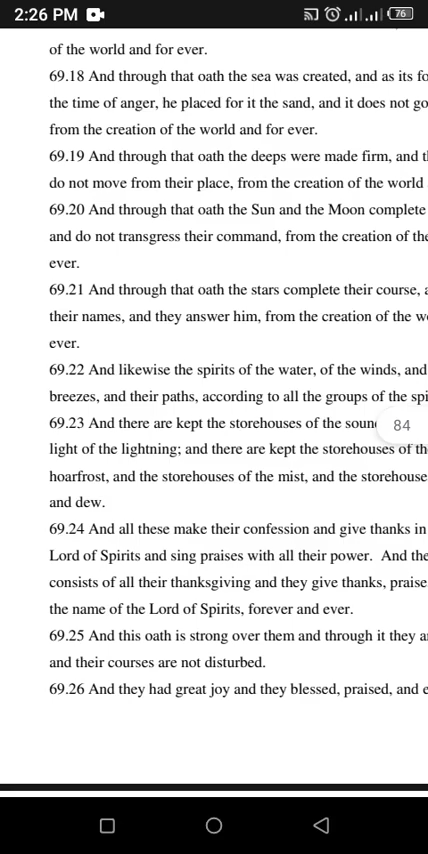 2:26 PM
76
of the world and for ever.
69.18 And through that oath the sea was created, and as its
the time of anger, he placed for it the sand, and it does not go
from the creation of the world and for ever.
69.19 And through that oath the deeps were made firm, and
do not move from their place, from the creation of the world
69.20 And through that oath the Sun and the Moon complete
and do not transgress their command, from the creation of the
ever.
69.21 And through that oath the stars complete their course,
their names, and they answer him, from the creation of the
ever.
69.22 And likewise the spirits of the water, of the winds, and
breezes, and their paths, according to all the groups of the
69.23 And there are kept the storehouses of the
84
light of the lightning; and there are kept the storehouses of
hoarfrost, and the storehouses of the mist, and the
and dew.
69.24 And all these make their confession and give thanks in
Lord of Spirits and sing praises with all their power. And
consists of all their thanksgiving and they give thanks,
the name of the Lord of Spirits, forever and ever.
69.25 And this oath is strong over them and through it they
and their courses are not disturbed.
69.26 And they had great joy and they blessed, praised, and